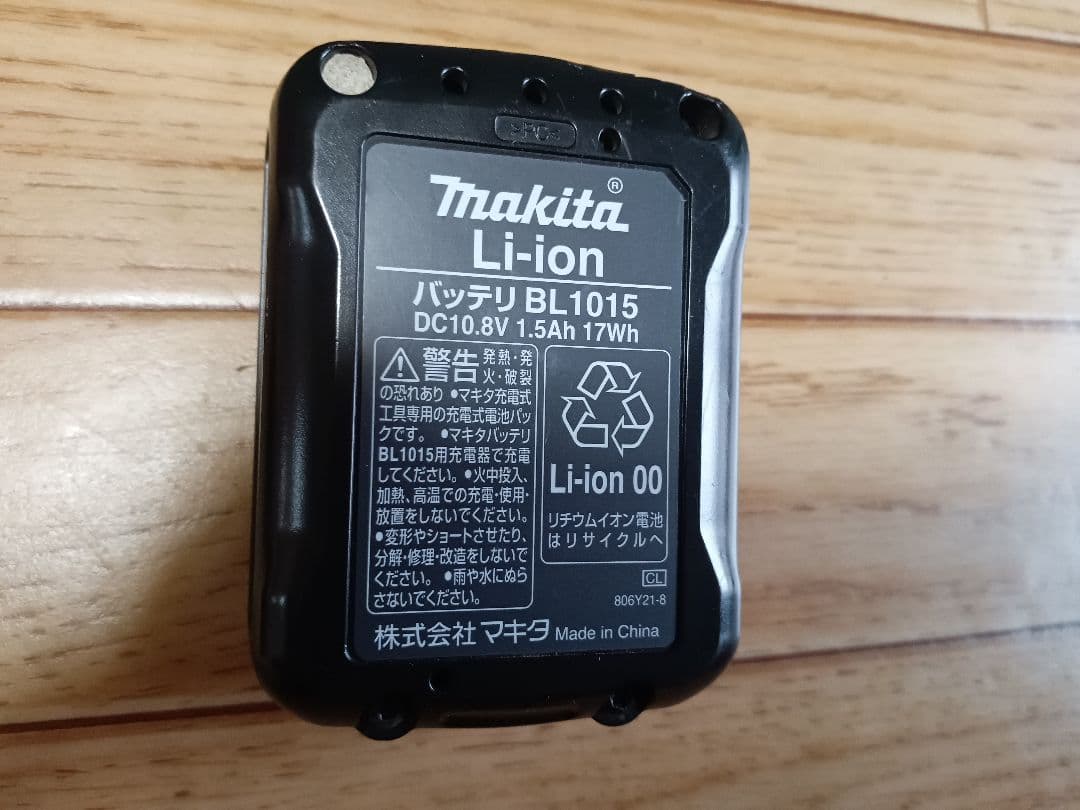 >PC<
makita®
Li-ion
バッテリ BL1015
DC10.8V 1.5Ah 17Wh
警告 発熱・発
火・破裂
の恐れあり ●マキタ充電式
工具専用の充電式電池パッ
クです。 ●マキタバッテリ
BL1015用充電器で充電
してください。●火中投入、
加熱、高温での充電・使用・
放置をしないでください。
●変形やショートさせたり、
分解・修理・改造をしないで
ください。 ●雨や水にぬら
さないでください。
Li-ion 00
リチウムイオン電池
はリサイクルへ
CL
806Y21-8
株式会社 マキタ Made in China